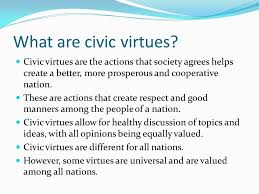 What are civic virtues?
• Civic virtues are the actions that society agrees helps
create a better, more prosperous and cooperative
nation.
• These are actions that create respect and good
manners among the people of a nation.
• Civic virtues allow for healthy discussion of topics and
ideas, with all opinions being equally valued.
• Civic virtues are different for all nations.
• However, some virtues are universal and are valued
among all nations.